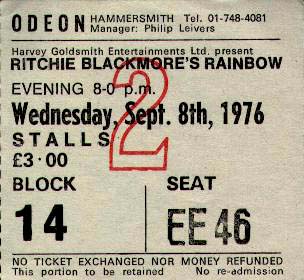 ODEON HAMMERSMITH Tel. 01-748-4081
Manager: Philip Leivers
Harvey Goldsmith Entertainments Ltd. present
RITCHIE BLACKMORE'S RAINBOW
EVENING 8-0 p.m.
Wednesday, Sept. 8th, 1976
STALLS
2
£3·00
BLOCK SEAT
14 EE46
NO TICKET EXCHANGED NOR MONEY REFUNDED
This portion to be retained No re-admission